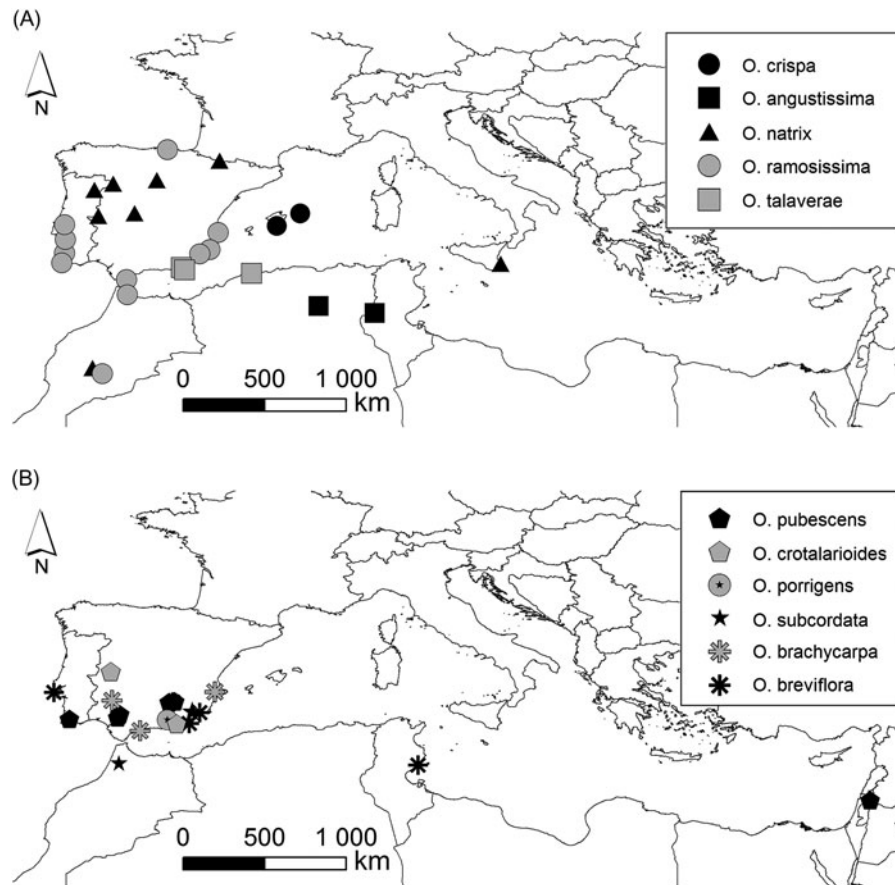 (A)
N
O. crispa
O. angustissima
O. natrix
O. ramosissima
O. talaverae
0 500 1 000
km
(B)
N
O. pubescens
O. crotalarioides
O. porrigens
O. subcordata
O. brachycarpa
O. breviflora
0 500 1 000
km